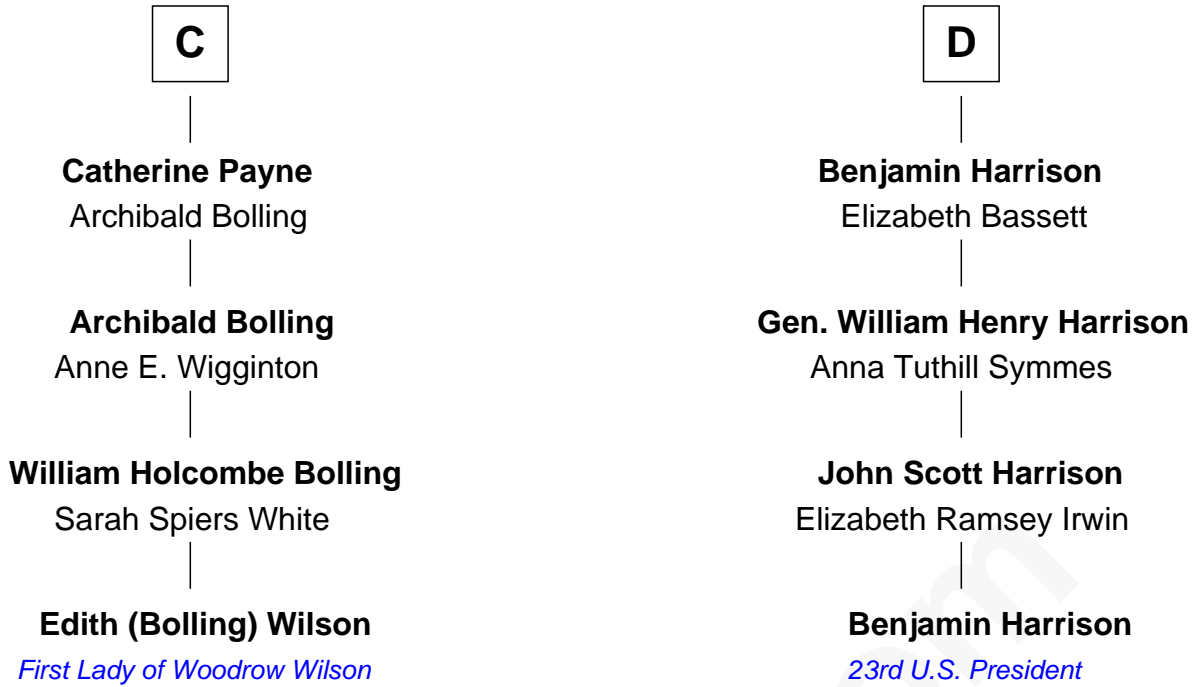 C
Catherine Payne
Archibald Bolling
Archibald Bolling
Anne E. Wigginton
William Holcombe Bolling
Sarah Spiers White
Edith (Bolling) Wilson
First Lady of Woodrow Wilson
D
Benjamin Harrison
Elizabeth Bassett
Gen. William Henry Harrison
Anna Tuthill Symmes
John Scott Harrison
Elizabeth Ramsey Irwin
Benjamin Harrison
23rd U.S. President